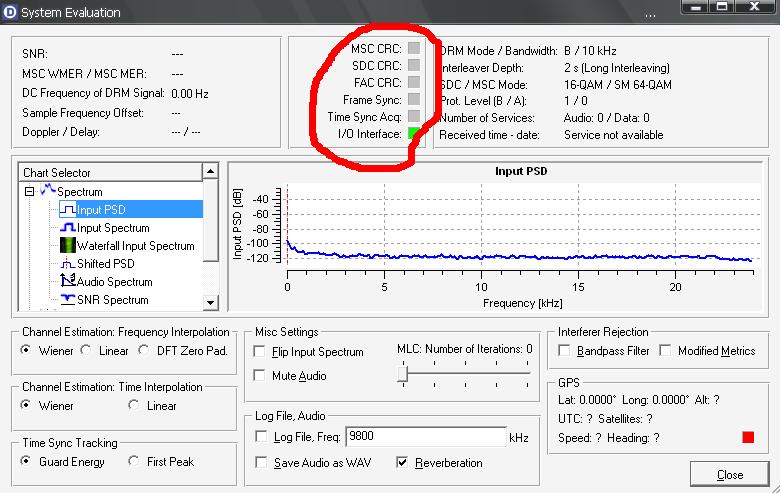 D System Evaluation
...
SNR: ---
MSC WMER / MSC MER: ---
DC Frequency of DRM Signal: 0.00 Hz
Sample Frequency Offset: ---
Doppler / Delay: --- / ---
MSC CRC:
SDC CRC:
FAC CRC:
Frame Sync:
Time Sync Acq:
I/O Interface:
DRM Mode / Bandwidth: B / 10 kHz
Interleaver Depth: 2 s (Long Interleaving)
SDC / MSC Mode: 16-QAM / SM 64-QAM
Prot. Level (B / A): 1 / 0
Number of Services: Audio: 0 / Data: 0
Received time - date: Service not available
Chart Selector
Spectrum
Input PSD
Input Spectrum
Waterfall Input Spectrum
Shifted PSD
Audio Spectrum
SNR Spectrum
Input PSD
Input PSD [dB]
-40
-60
-80
-100
-120
0 5 10 15 20
Frequency [kHz]
Channel Estimation: Frequency Interpolation
Wiener Linear DFT Zero Pad.
Channel Estimation: Time Interpolation
Wiener Linear
Time Sync Tracking
Guard Energy First Peak
Misc Settings
Flip Input Spectrum
Mute Audio
MLC: Number of Iterations: 0
Log File, Audio
Log File, Freq: 9800 kHz
Save Audio as WAV Reverberation
Interferer Rejection
Bandpass Filter Modified Metrics
GPS
Lat: 0.0000° Long: 0.0000° Alt: ?
UTC: ? Satellites: ?
Speed: ? Heading: ?
Close